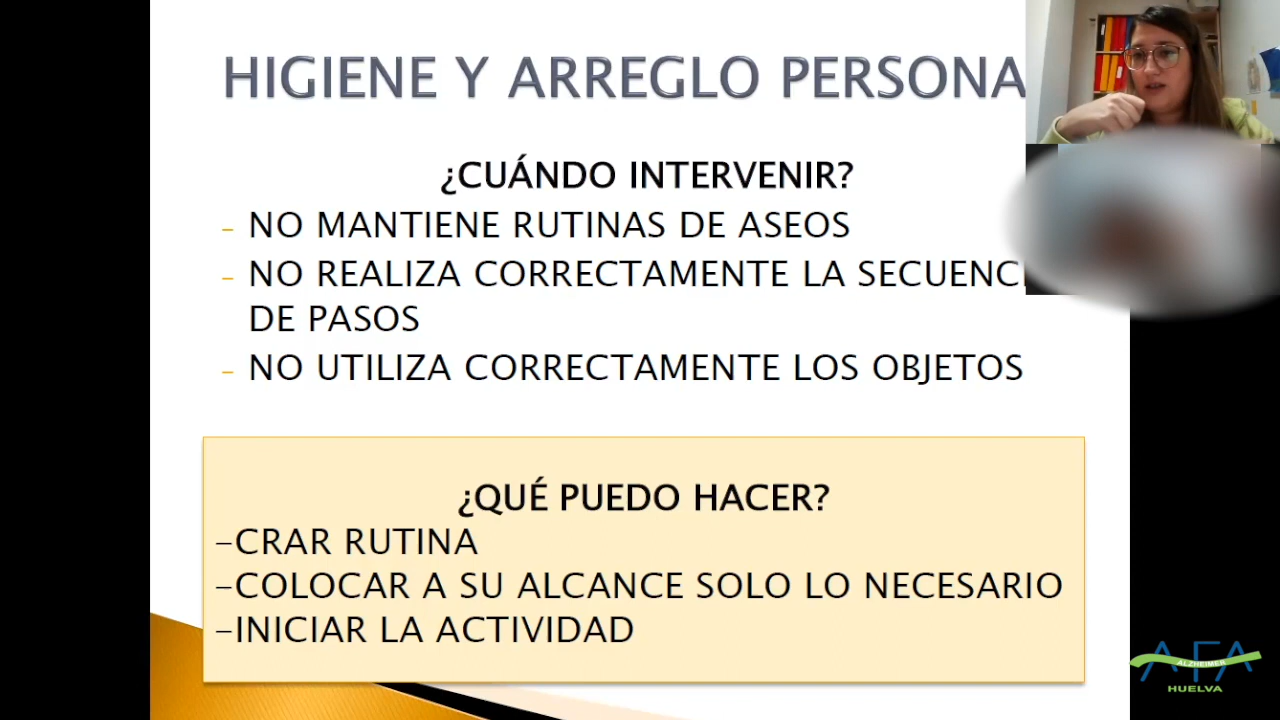 HIGIENE Y ARREGLO PERSONA
¿CUÁNDO INTERVENIR?
- NO MANTIENE RUTINAS DE ASEOS
- NO REALIZA CORRECTAMENTE LA SECUENCI
DE PASOS
- NO UTILIZA CORRECTAMENTE LOS OBJETOS
¿QUÉ PUEDO HACER?
-CRAR RUTINA
-COLOCAR A SU ALCANCE SOLO LO NECESARIO
-INICIAR LA ACTIVIDAD
AFA
ALZHEIMER
HUELVA